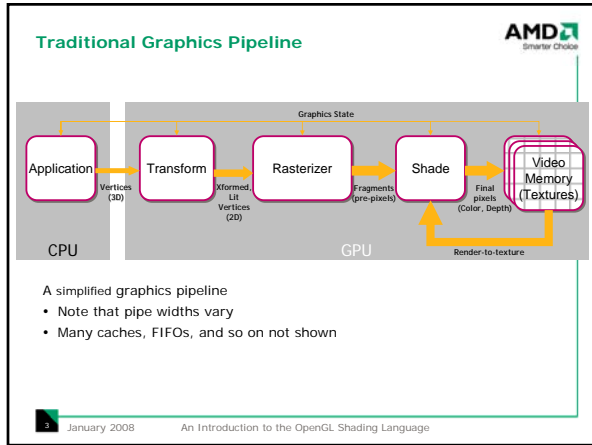 Traditional Graphics Pipeline
AMD
Smarter Choice
Graphics State
Application
Transform
Rasterizer
Shade
Video
Memory
(Textures)
Vertices
(3D)
Xformed,
Lit
Vertices
(2D)
Fragments
(pre-pixels)
Final
pixels
(Color, Depth)
CPU
GPU
Render-to-texture
A simplified graphics pipeline
• Note that pipe widths vary
• Many caches, FIFOs, and so on not shown
3 January 2008 An Introduction to the OpenGL Shading Language